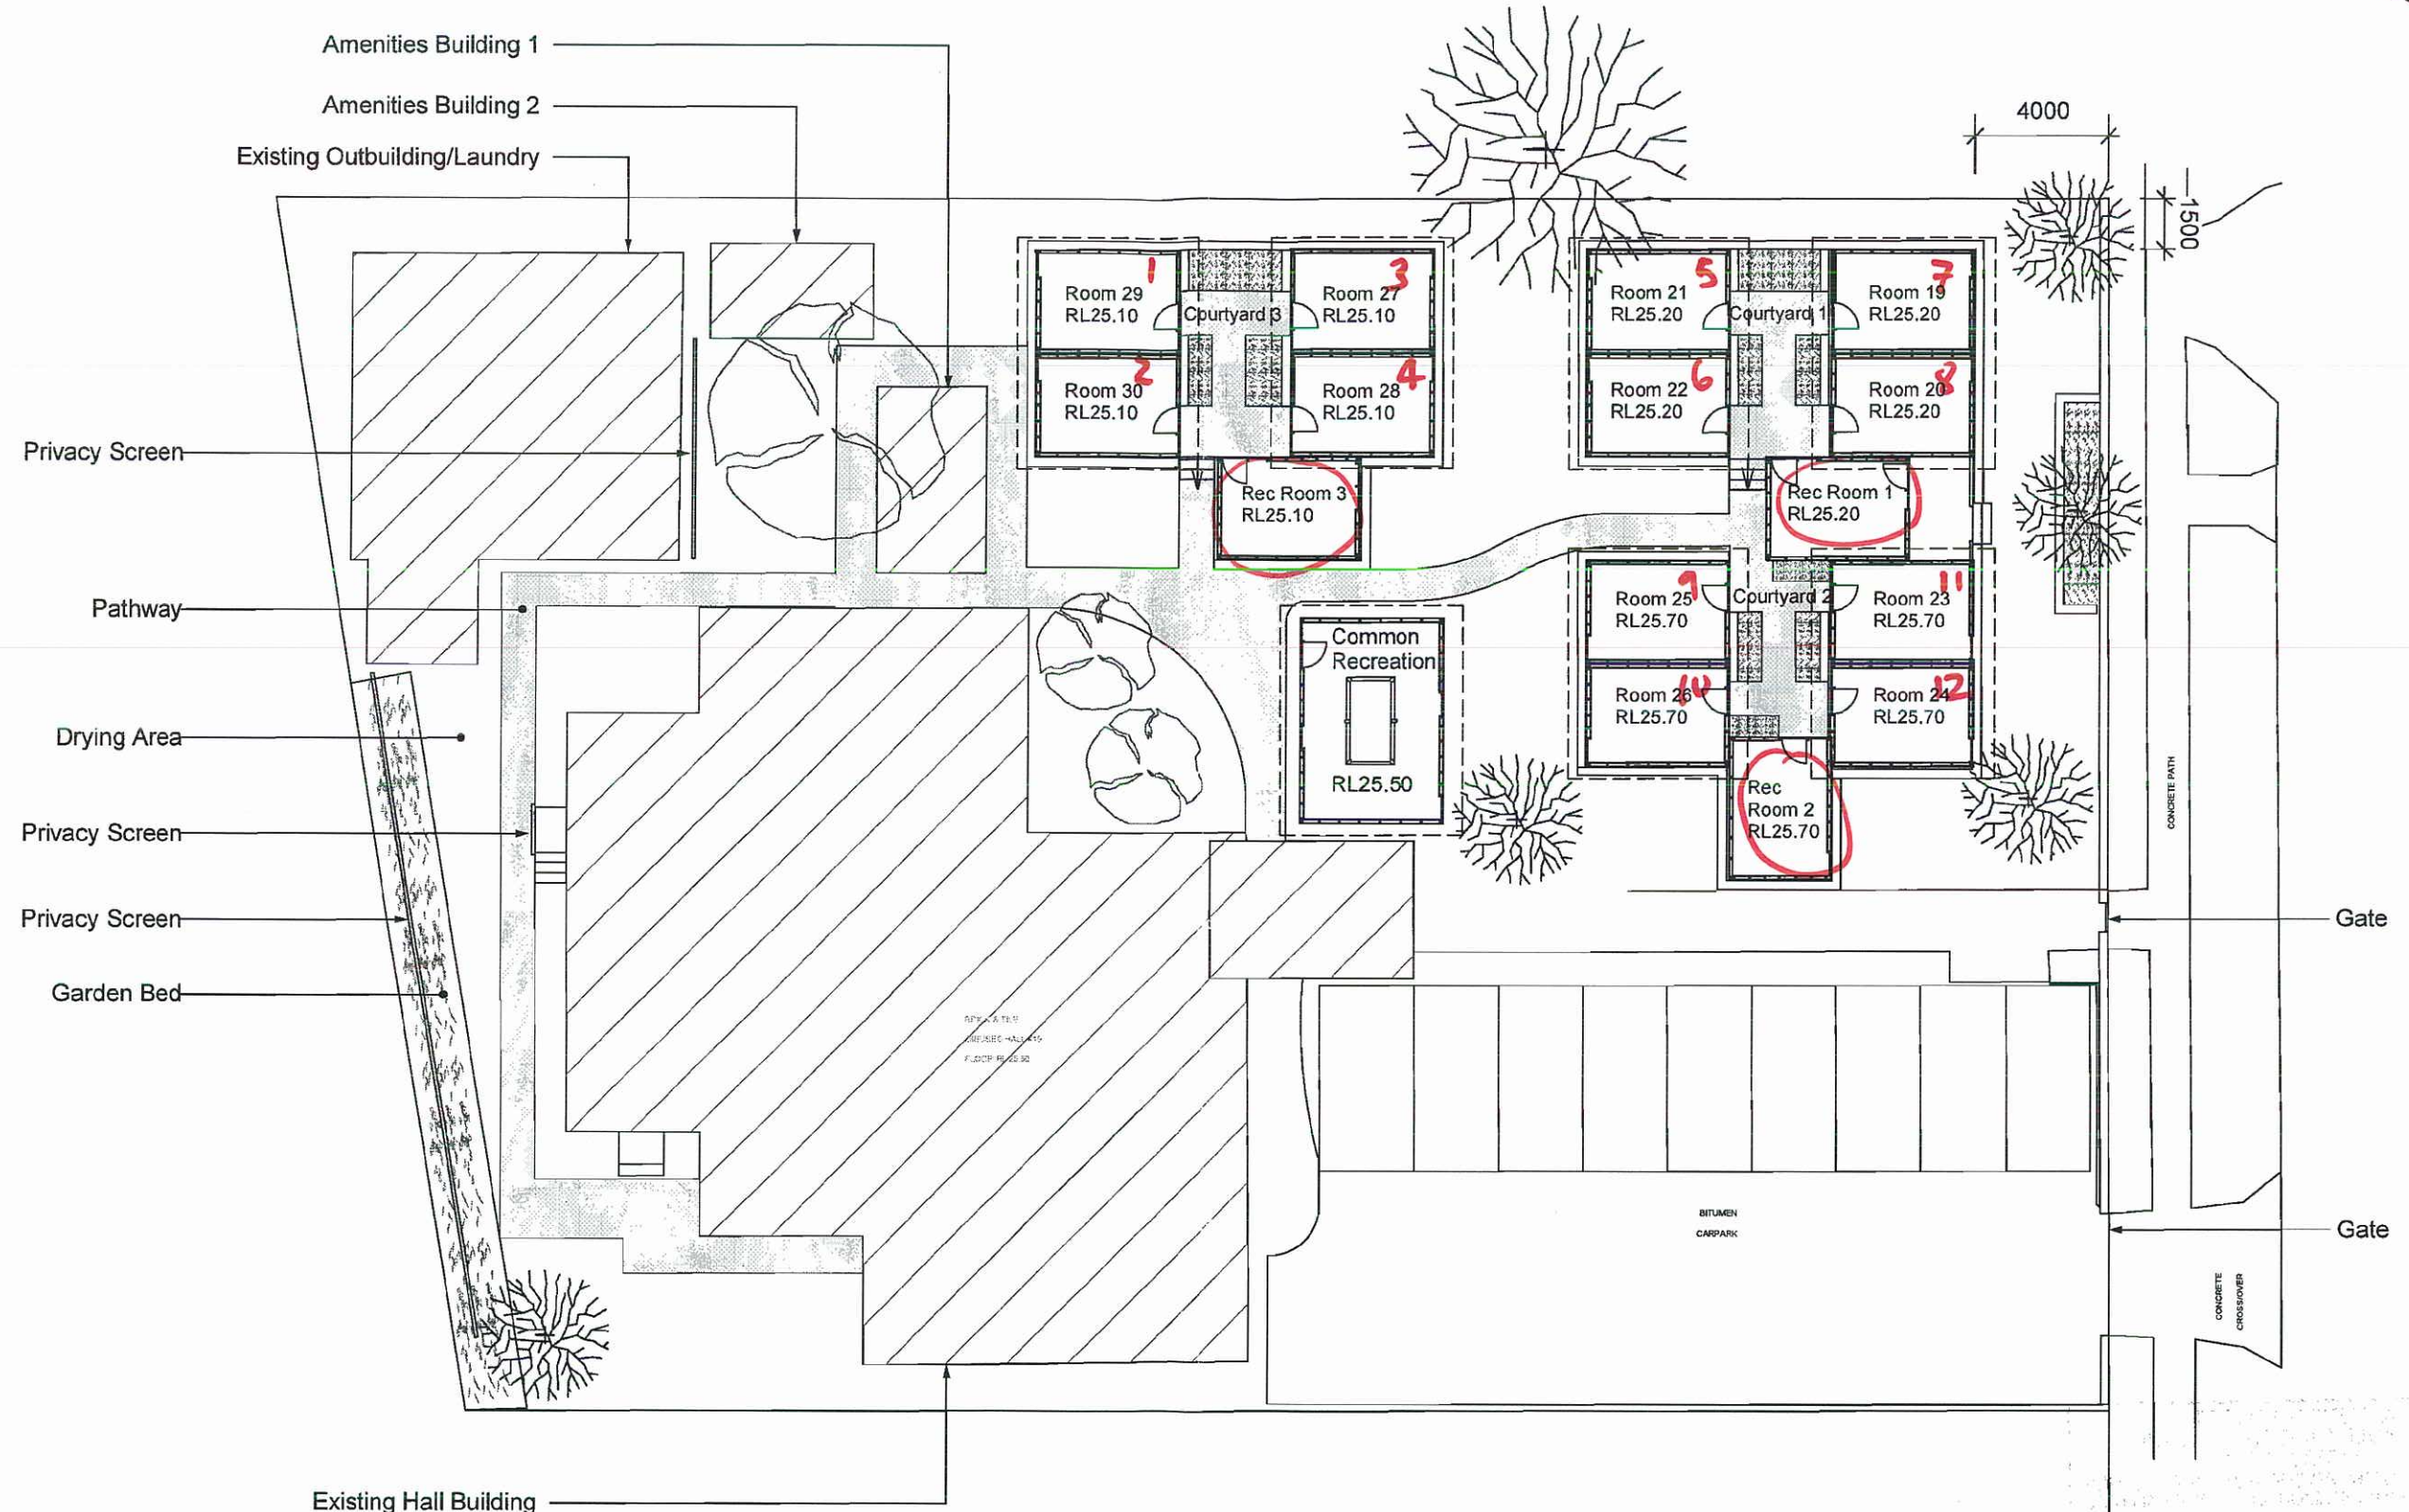 Amenities Building 1
Amenities Building 2
Existing Outbuilding/Laundry
4000
1500
1
Room 29
RL25.10
Courtyard 3
3
Room 27
RL25.10
5
Room 21
RL25.20
Courtyard 1
7
Room 19
RL25.20
2
Room 30
RL25.10
4
Room 28
RL25.10
6
Room 22
RL25.20
8
Room 20
RL25.20
Privacy Screen
Rec Room 3
RL25.10
Rec Room 1
RL25.20
Pathway
9
Room 25
RL25.70
Courtyard 2
11
Room 23
RL25.70
Common
Recreation
RL25.50
10
Room 26
RL25.70
12
Room 24
RL25.70
Drying Area
Rec
Room 2
RL25.70
CONCRETE PATH
Privacy Screen
Privacy Screen
Garden Bed
Gate
BITUMEN
CARPARK
Gate
CONCRETE
CROSSOVER
Existing Hall Building